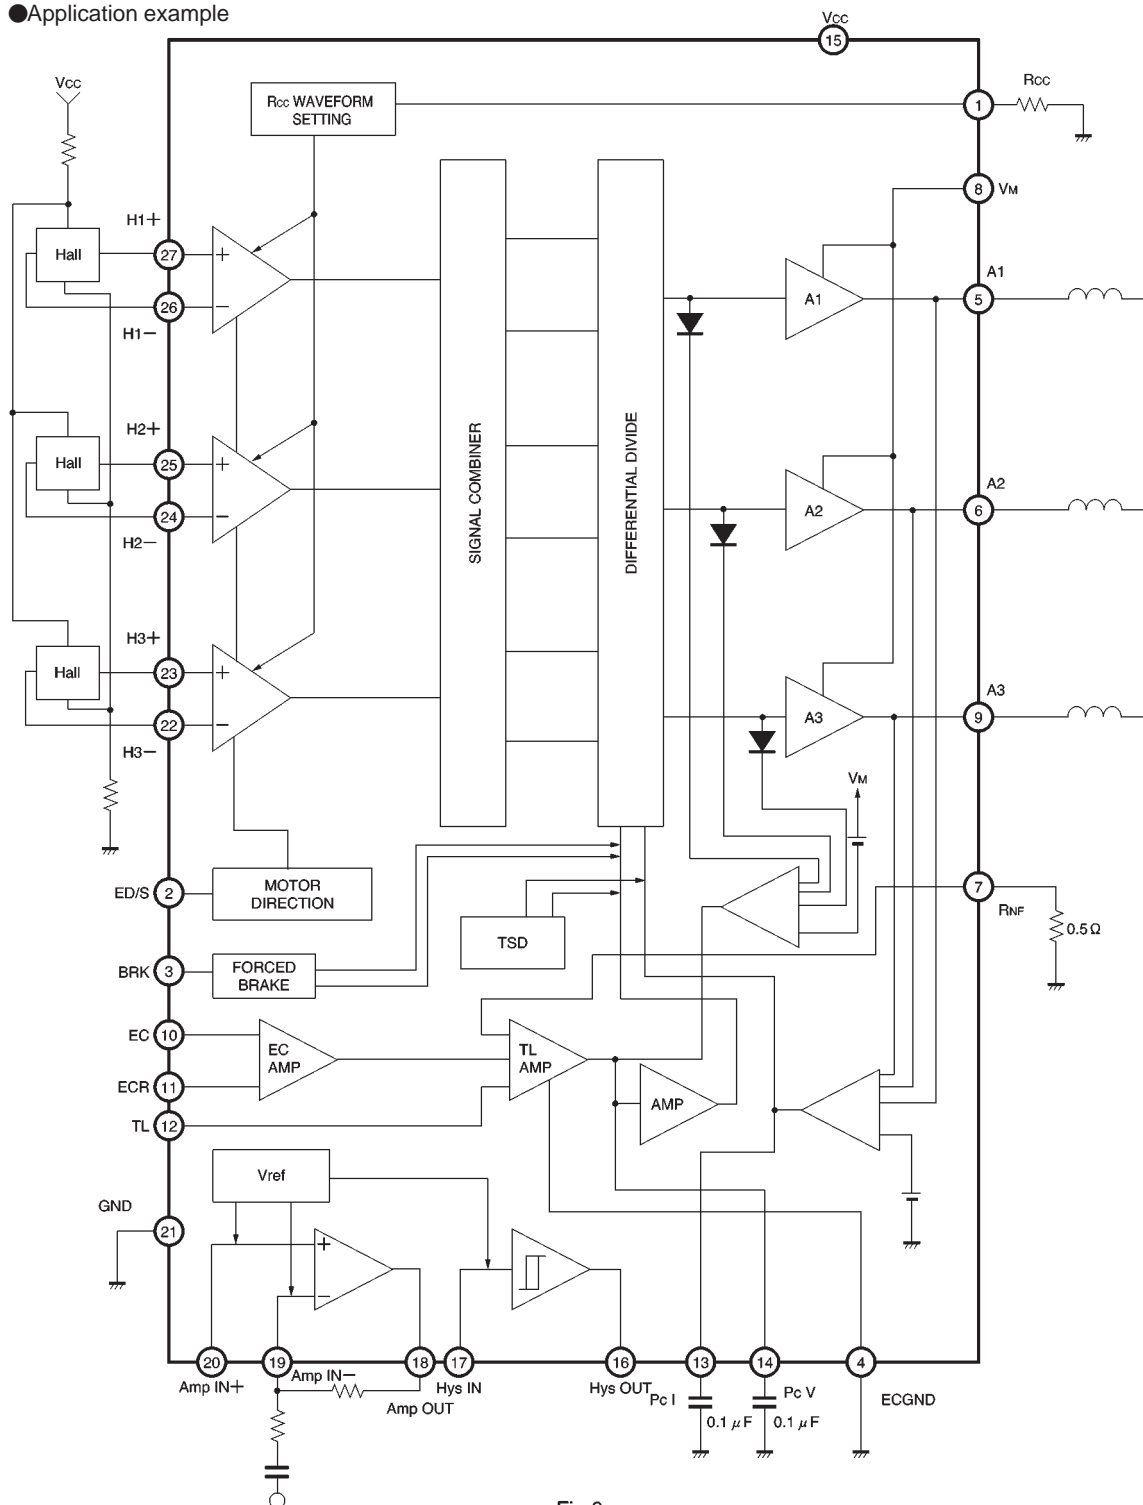 ●Application example
VCC
15
VCC
RCC WAVEFORM
SETTING
1
RCC
8
VM
H1+
Hall
27
+
26
−
H1−
A1
A1
5
H2+
Hall
25
+
24
−
H2−
SIGNAL COMBINER
DIFFERENTIAL DIVIDE
A2
A2
6
H3+
Hall
23
+
22
−
H3−
A3
A3
9
VM
ED/S
2
MOTOR
DIRECTION
7
RNF
0.5Ω
TSD
BRK
3
FORCED
BRAKE
EC
10
EC
AMP
TL
AMP
ECR
11
AMP
TL
12
Vref
GND
21
+
−
20
19
18
17
16
13
14
4
Amp IN+
Amp IN−
Amp OUT
Hys IN
Hys OUT
Pc I
0.1 μF
Pc V
0.1 μF
ECGND